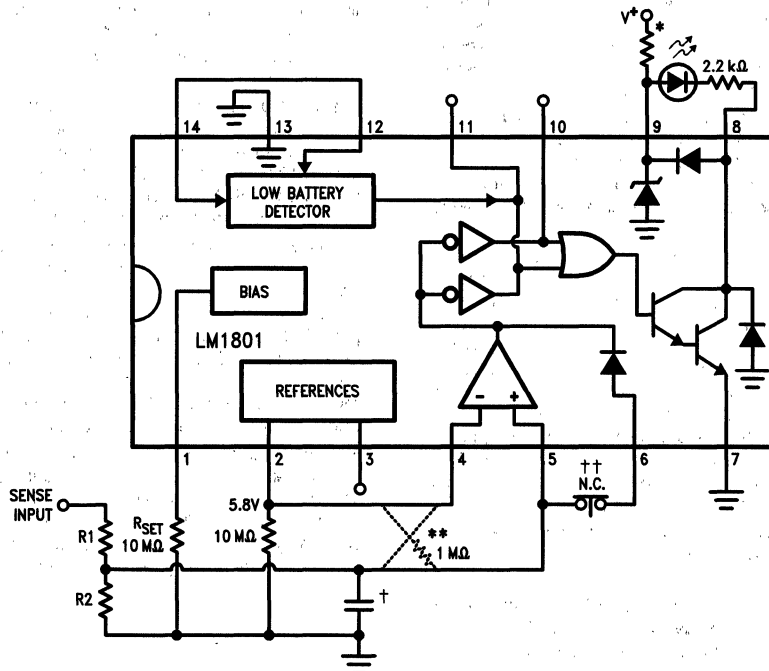 V+
*
2.2 kΩ
14 13 12 11 10 9 8
LOW BATTERY
DETECTOR
BIAS
LM1801
REFERENCES
- +
1 2 3 4 5 6 7
††
N.C.
SENSE
INPUT
5.8V
R1
RSET
10 MΩ
10 MΩ
**
1 MΩ
R2
†